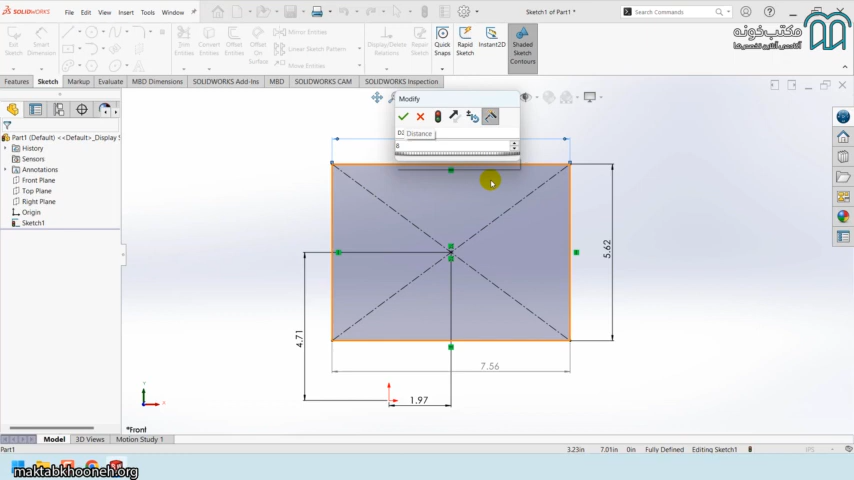 SOLIDWORKS File Edit View Insert Tools Window Sketch1 of Part1 * Search Commands
مکتب‌خونه
Exit Sketch Smart Dimension Trim Entities Convert Entities Offset Entities Offset On Surface Mirror Entities Linear Sketch Pattern Move Entities Display/Delete Relations Repair Sketch Quick Snaps Rapid Sketch Instant2D Shaded Sketch Contours
Features Sketch Markup Evaluate MBD Dimensions SOLIDWORKS Add-Ins MBD SOLIDWORKS CAM SOLIDWORKS Inspection
Modify
Distance
8
Part1 (Default) <<Default>_Display S
History
Sensors
Annotations
Front Plane
Top Plane
Right Plane
Origin
Sketch1
5.62
4.71
7.56
1.97
*Front
Model 3D Views Motion Study 1
Part1 3.23in 7.01in 0in Fully Defined Editing Sketch1 IPS
maktabkhooneh.org